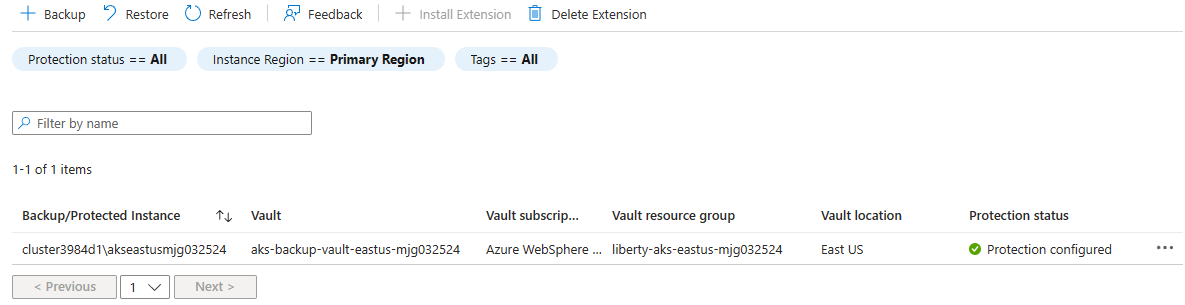 Backup Restore Refresh Feedback Install Extension Delete Extension
Protection status == All Instance Region == Primary Region Tags == All
Filter by name
1-1 of 1 items
Backup/Protected Instance Vault Vault subscrip... Vault resource group Vault location Protection status
cluster3984d1\akseastusmjg032524 aks-backup-vault-eastus-mjg032524 Azure WebSphere ... liberty-aks-eastus-mjg032524 East US Protection configured
< Previous 1 Next >